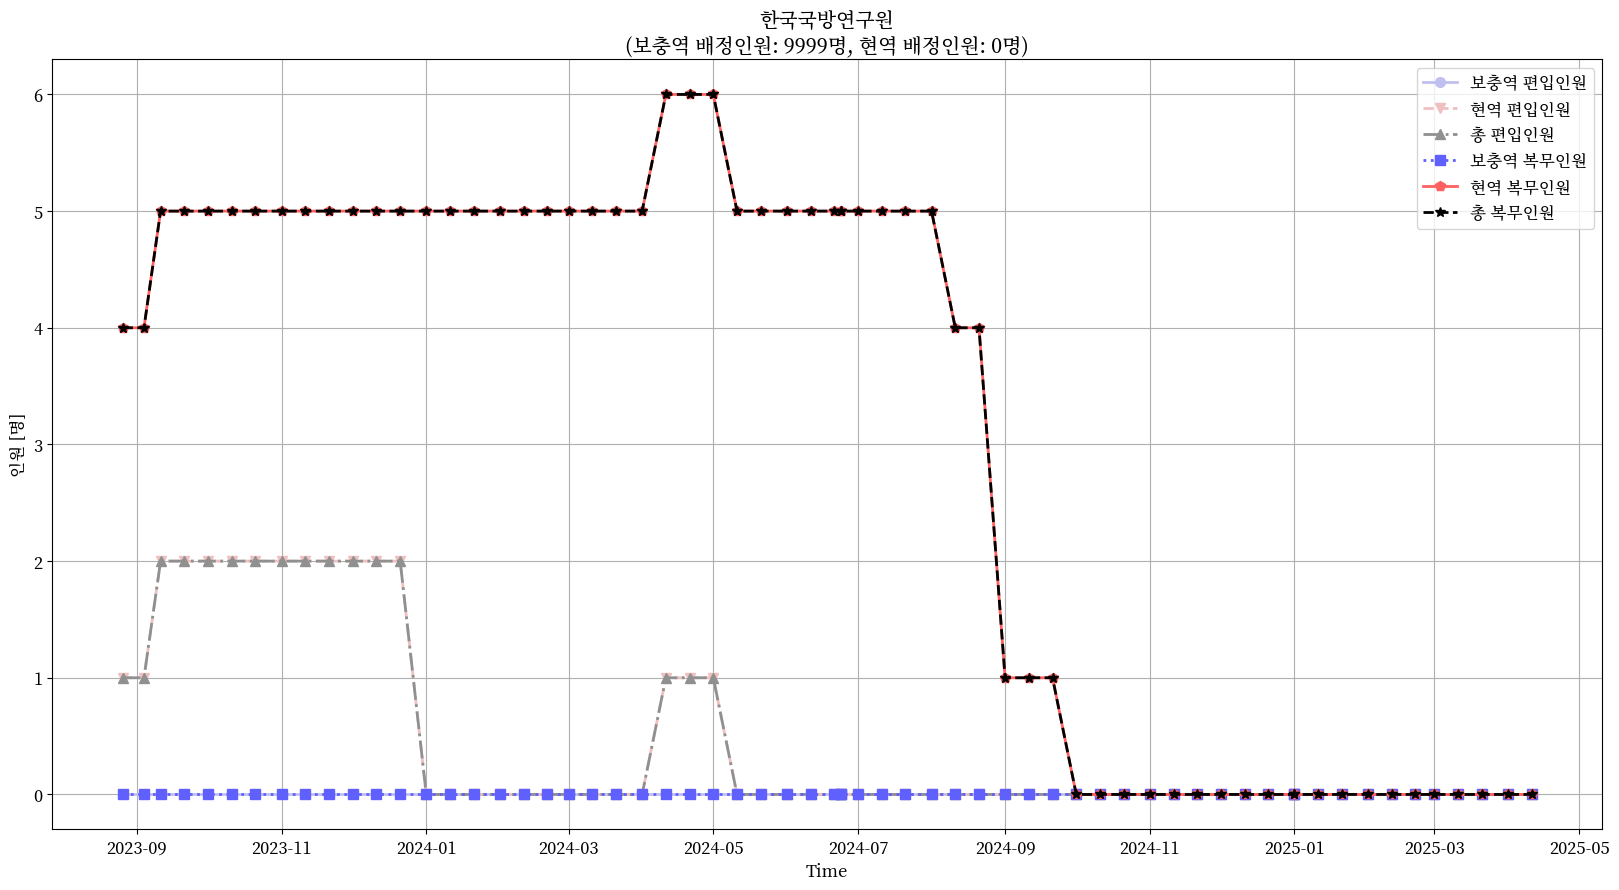 한국국방연구원
(보충역 배정인원: 9999명, 현역 배정인원: 0명)
보충역 편입인원
현역 편입인원
총 편입인원
보충역 복무인원
현역 복무인원
총 복무인원
인원 [명]
6
5
4
3
2
1
0
2023-09
2023-11
2024-01
2024-03
2024-05
2024-07
2024-09
2024-11
2025-01
2025-03
2025-05
Time